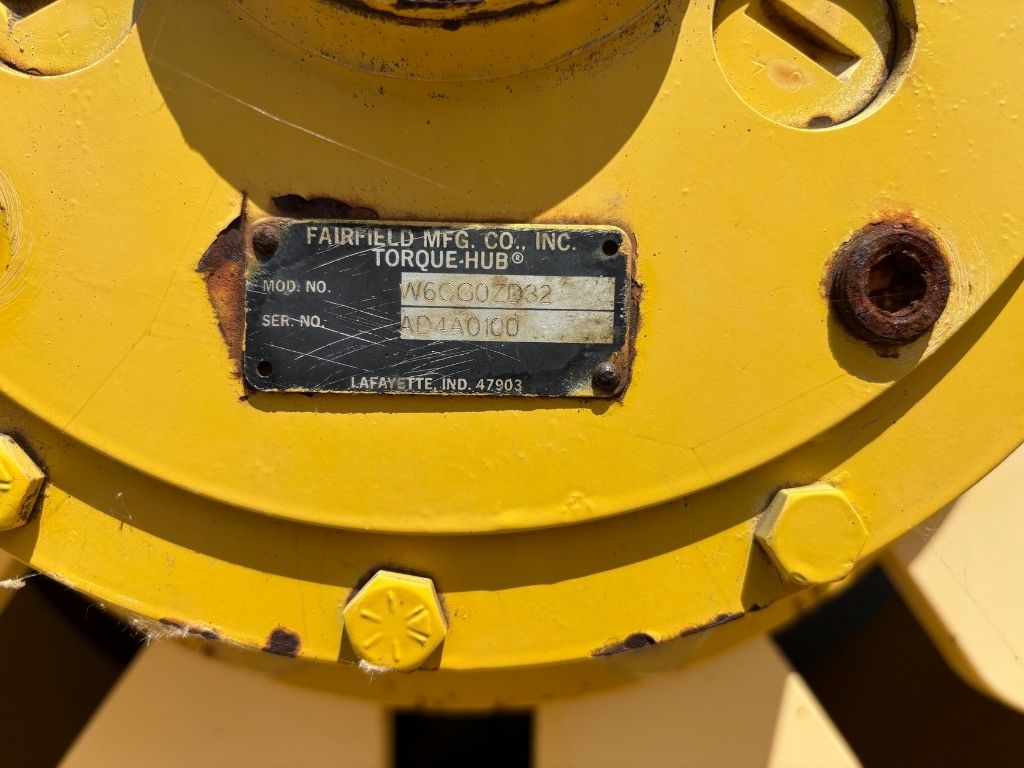 FAIRFIELD MFG. CO., INC.
TORQUE-HUB®
MOD. NO. W6CG0ZD32
SER. NO. AD4A0100
LAFAYETTE, IND. 47903